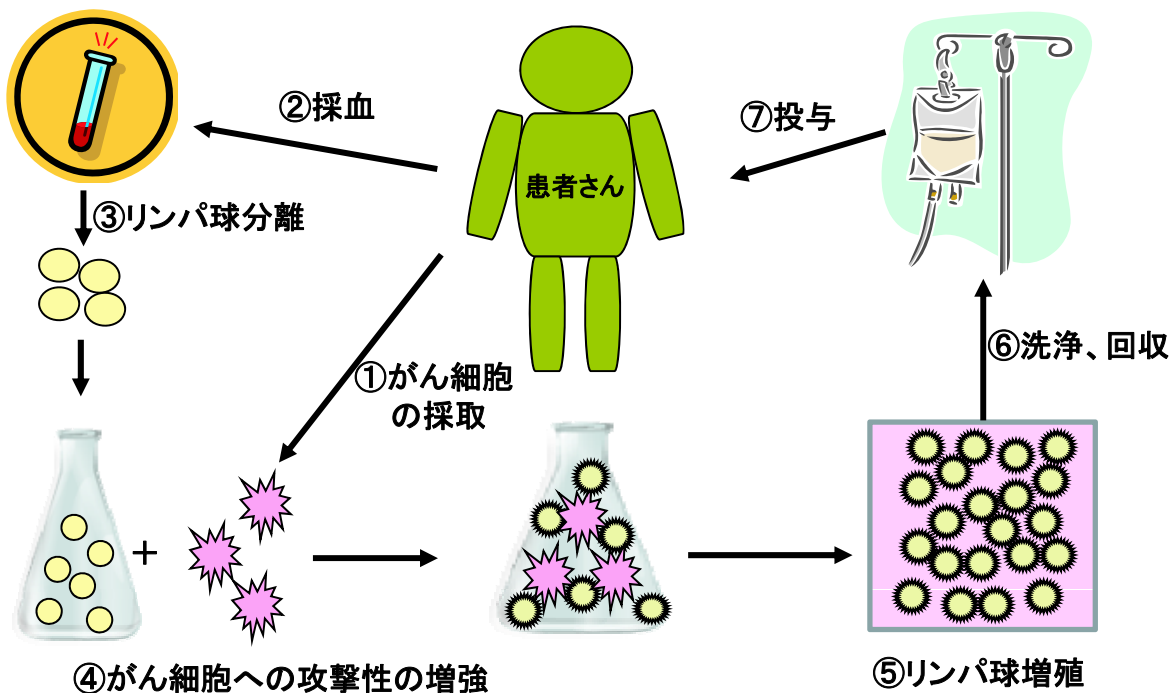 ②採血
⑦投与
患者さん
③リンパ球分離
⑥洗浄、回収
①がん細胞
の採取
+
④がん細胞への攻撃性の増強
⑤リンパ球増殖